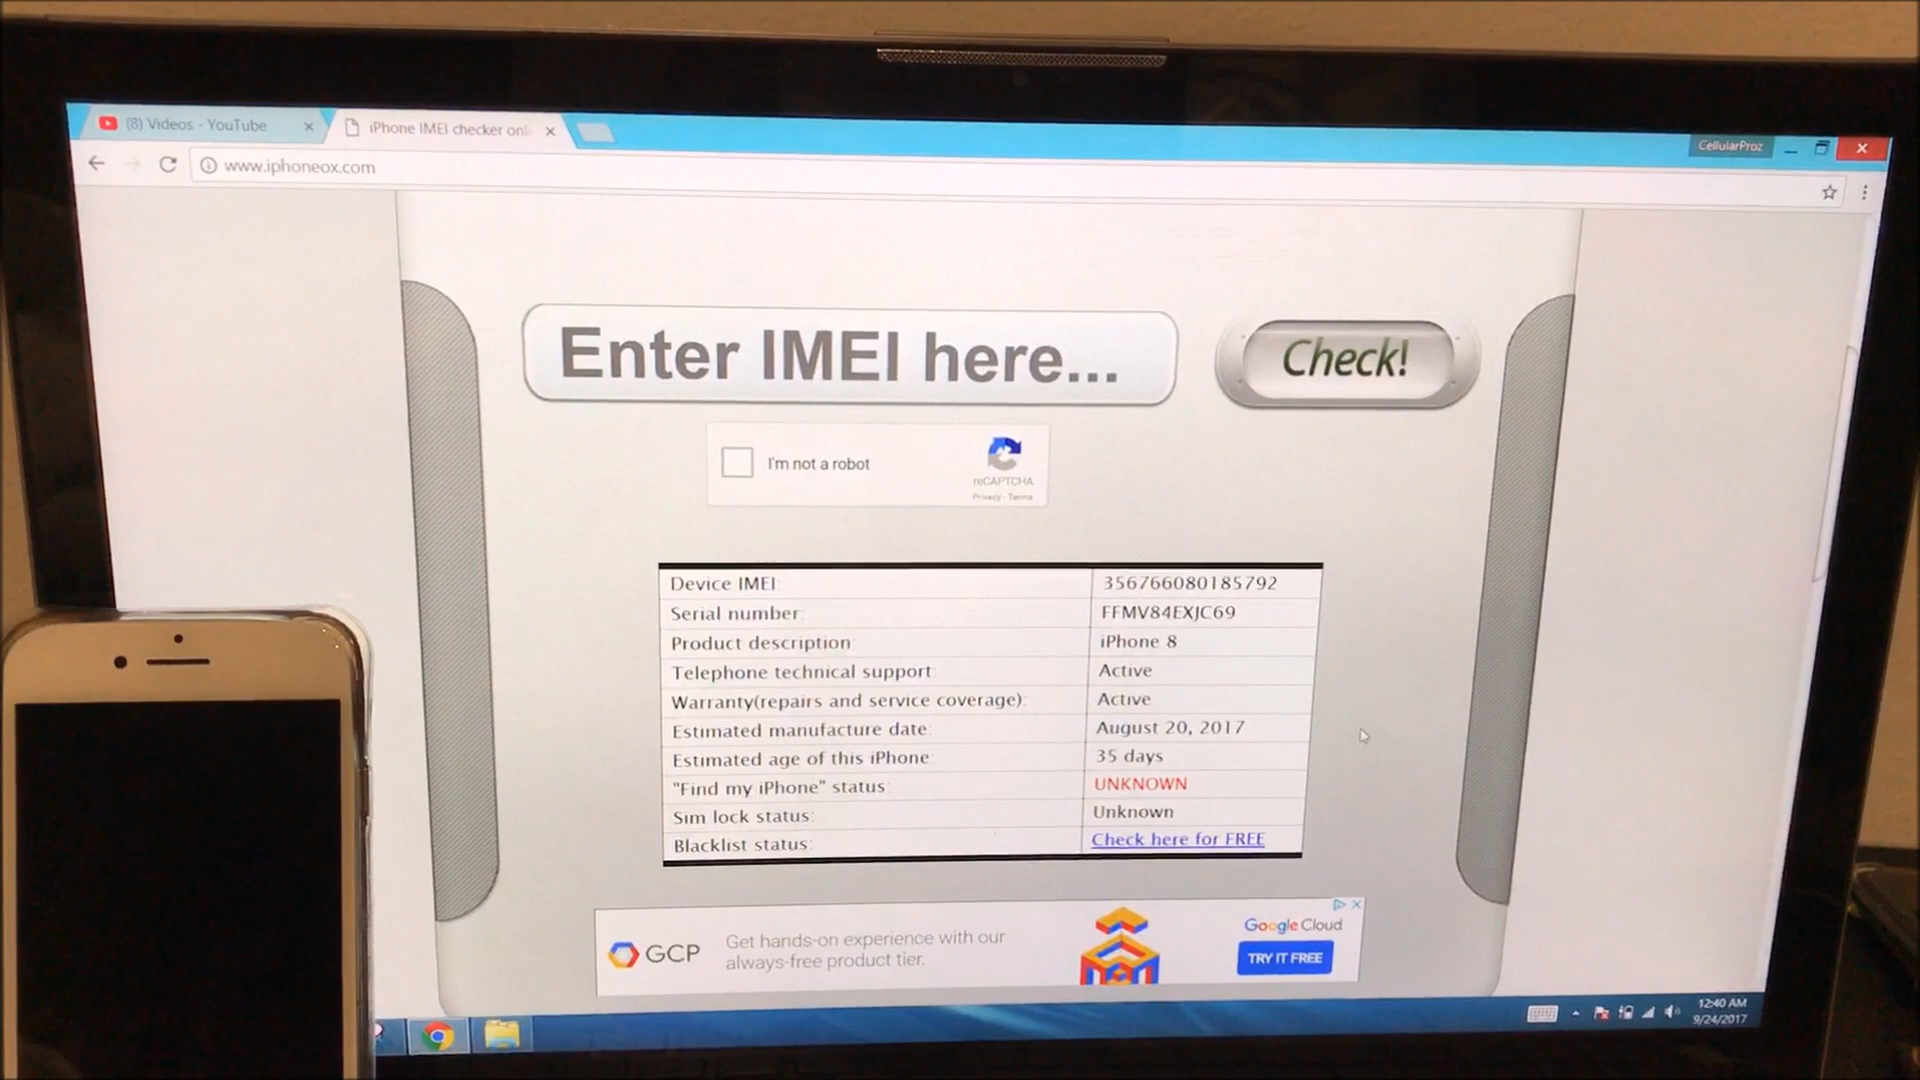 (8) Videos - YouTube
iPhone IMEI checker onl
CellularProz
www.iphoneox.com
Enter IMEI here...
Check!
I'm not a robot
reCAPTCHA
Privacy - Terms
Device IMEI: 356766080185792
Serial number: FFMV84EXJC69
Product description: iPhone 8
Telephone technical support: Active
Warranty(repairs and service coverage): Active
Estimated manufacture date: August 20, 2017
Estimated age of this iPhone: 35 days
"Find my iPhone" status: UNKNOWN
Sim lock status: Unknown
Blacklist status: Check here for FREE
GCP
Get hands-on experience with our
always-free product tier.
Google Cloud
TRY IT FREE
12:40 AM
9/24/2017